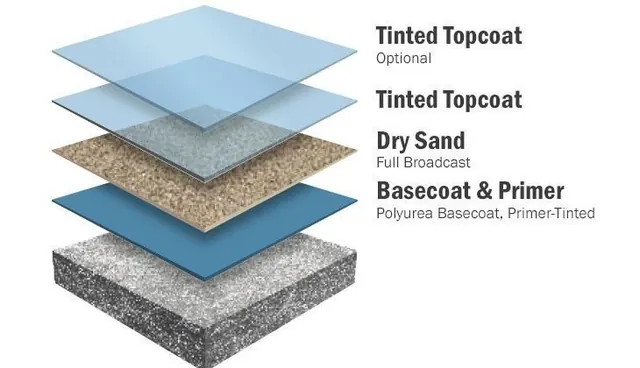 Tinted Topcoat
Optional
Tinted Topcoat
Dry Sand
Full Broadcast
Basecoat & Primer
Polyurea Basecoat, Primer-Tinted